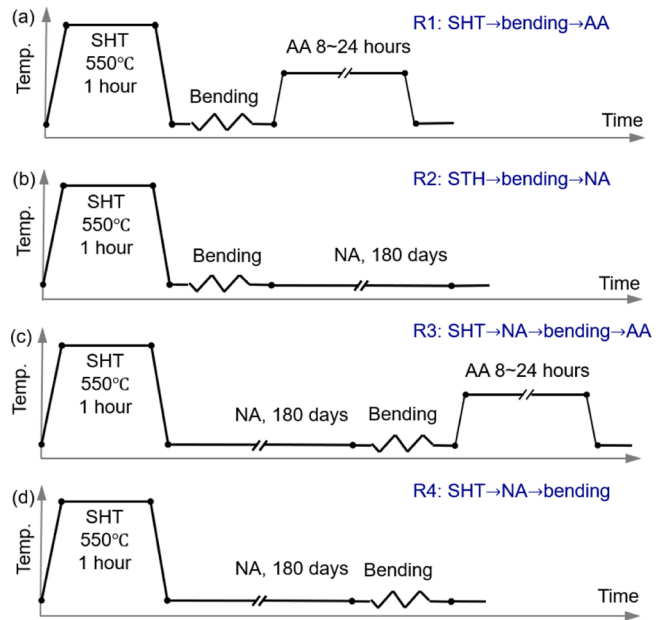 (a)
R1: SHT→bending→AA
Temp.
SHT
550℃
1 hour
AA 8~24 hours
Bending
Time
(b)
R2: STH→bending→NA
Temp.
SHT
550℃
1 hour
Bending
NA, 180 days
Time
(c)
R3: SHT→NA→bending→AA
Temp.
SHT
550℃
1 hour
AA 8~24 hours
NA, 180 days
Bending
(d)
R4: SHT→NA→bending
Temp.
SHT
550℃
1 hour
NA, 180 days
Bending
Time